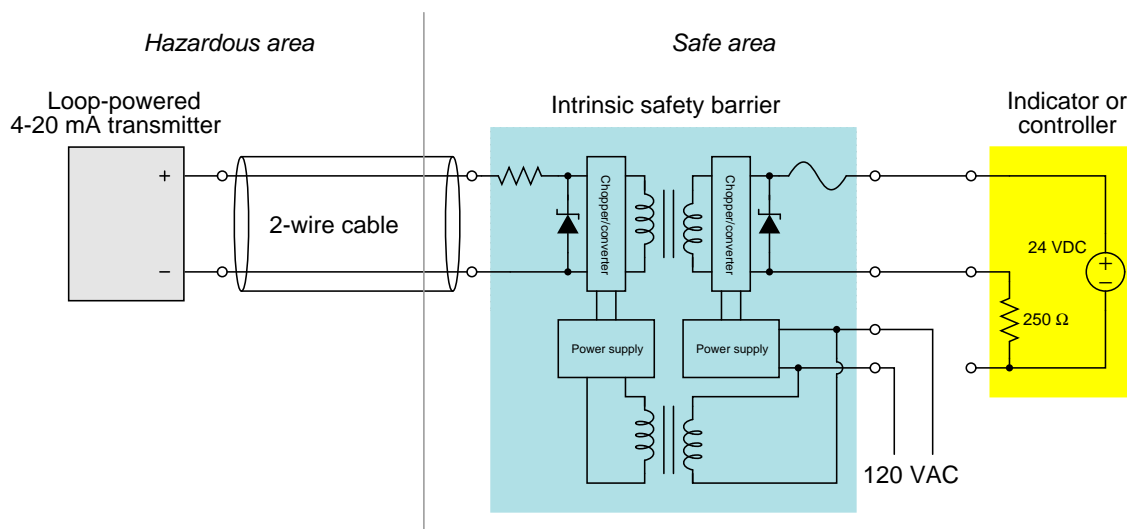 Hazardous area
Safe area
Loop-powered
4-20 mA transmitter
Intrinsic safety barrier
Indicator or
controller
+
−
2-wire cable
Chopper/converter
Chopper/converter
24 VDC
+
−
250 Ω
Power supply
Power supply
120 VAC